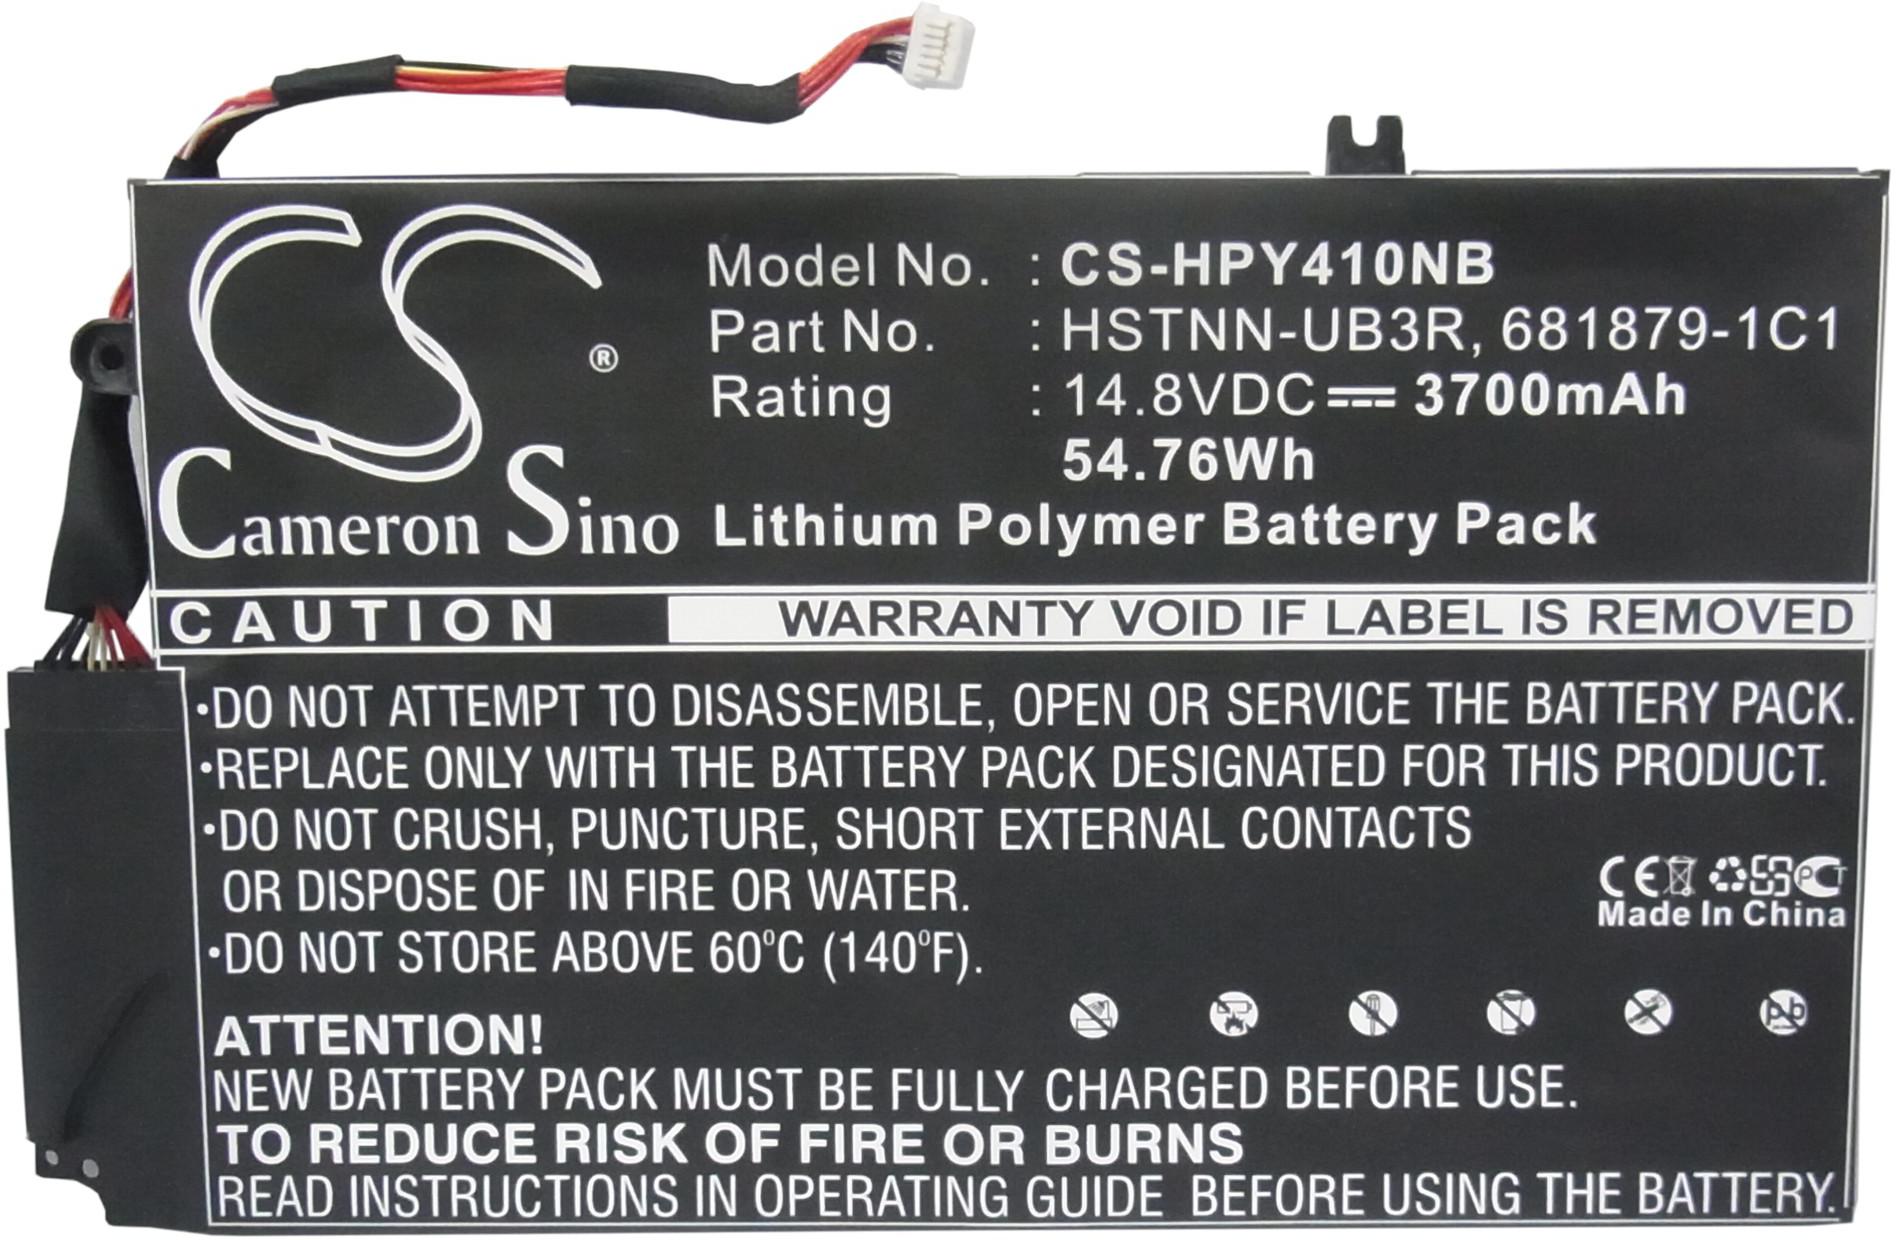 CS ®
Cameron Sino
Model No. : CS-HPY410NB
Part No. : HSTNN-UB3R, 681879-1C1
Rating : 14.8VDC 3700mAh
54.76Wh
Lithium Polymer Battery Pack
CAUTION WARRANTY VOID IF LABEL IS REMOVED
•DO NOT ATTEMPT TO DISASSEMBLE, OPEN OR SERVICE THE BATTERY PACK.
•REPLACE ONLY WITH THE BATTERY PACK DESIGNATED FOR THIS PRODUCT.
•DO NOT CRUSH, PUNCTURE, SHORT EXTERNAL CONTACTS
OR DISPOSE OF IN FIRE OR WATER.
•DO NOT STORE ABOVE 60°C (140°F).
CE PCT
Made In China
pb
ATTENTION!
NEW BATTERY PACK MUST BE FULLY CHARGED BEFORE USE.
TO REDUCE RISK OF FIRE OR BURNS
READ INSTRUCTIONS IN OPERATING GUIDE BEFORE USING THE BATTERY.